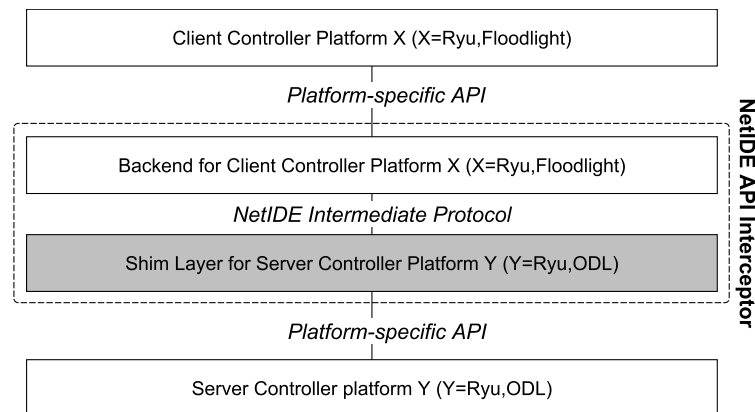 Client Controller Platform X (X=Ryu,Floodlight)
Platform-specific API
Backend for Client Controller Platform X (X=Ryu,Floodlight)
NetIDE Intermediate Protocol
Shim Layer for Server Controller Platform Y (Y=Ryu,ODL)
NetIDE API Interceptor
Platform-specific API
Server Controller platform Y (Y=Ryu,ODL)